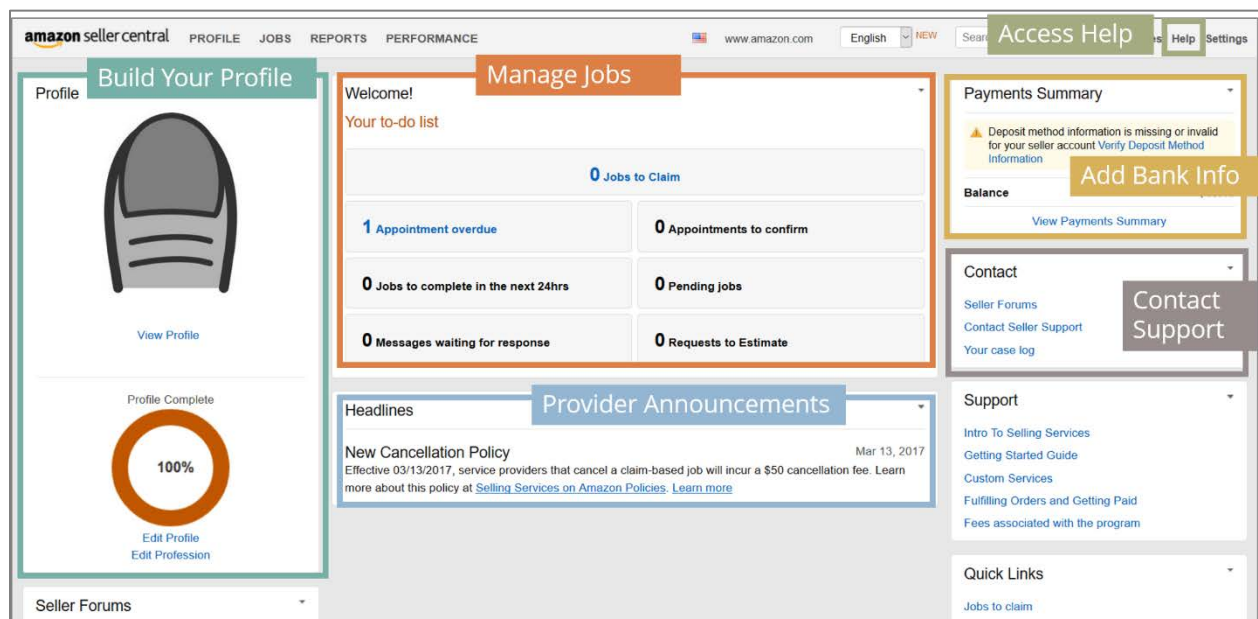 amazon seller central PROFILE JOBS REPORTS PERFORMANCE www.amazon.com English NEW Access Help Help Settings
Build Your Profile
Profile
View Profile
Profile Complete
100%
Edit Profile
Edit Profession
Seller Forums
Manage Jobs
Welcome!
Your to-do list
0 Jobs to Claim
1 Appointment overdue
0 Appointments to confirm
0 Jobs to complete in the next 24hrs
0 Pending jobs
0 Messages waiting for response
0 Requests to Estimate
Provider Announcements
Headlines
New Cancellation Policy Mar 13, 2017
Effective 03/13/2017, service providers that cancel a claim-based job will incur a $50 cancellation fee. Learn
more about this policy at Selling Services on Amazon Policies. Learn more
Payments Summary
Deposit method information is missing or invalid
for your seller account Verify Deposit Method
Information
Add Bank Info
Balance
View Payments Summary
Contact
Seller Forums
Contact Seller Support
Your case log
Contact
Support
Support
Intro To Selling Services
Getting Started Guide
Custom Services
Fulfilling Orders and Getting Paid
Fees associated with the program
Quick Links
Jobs to claim